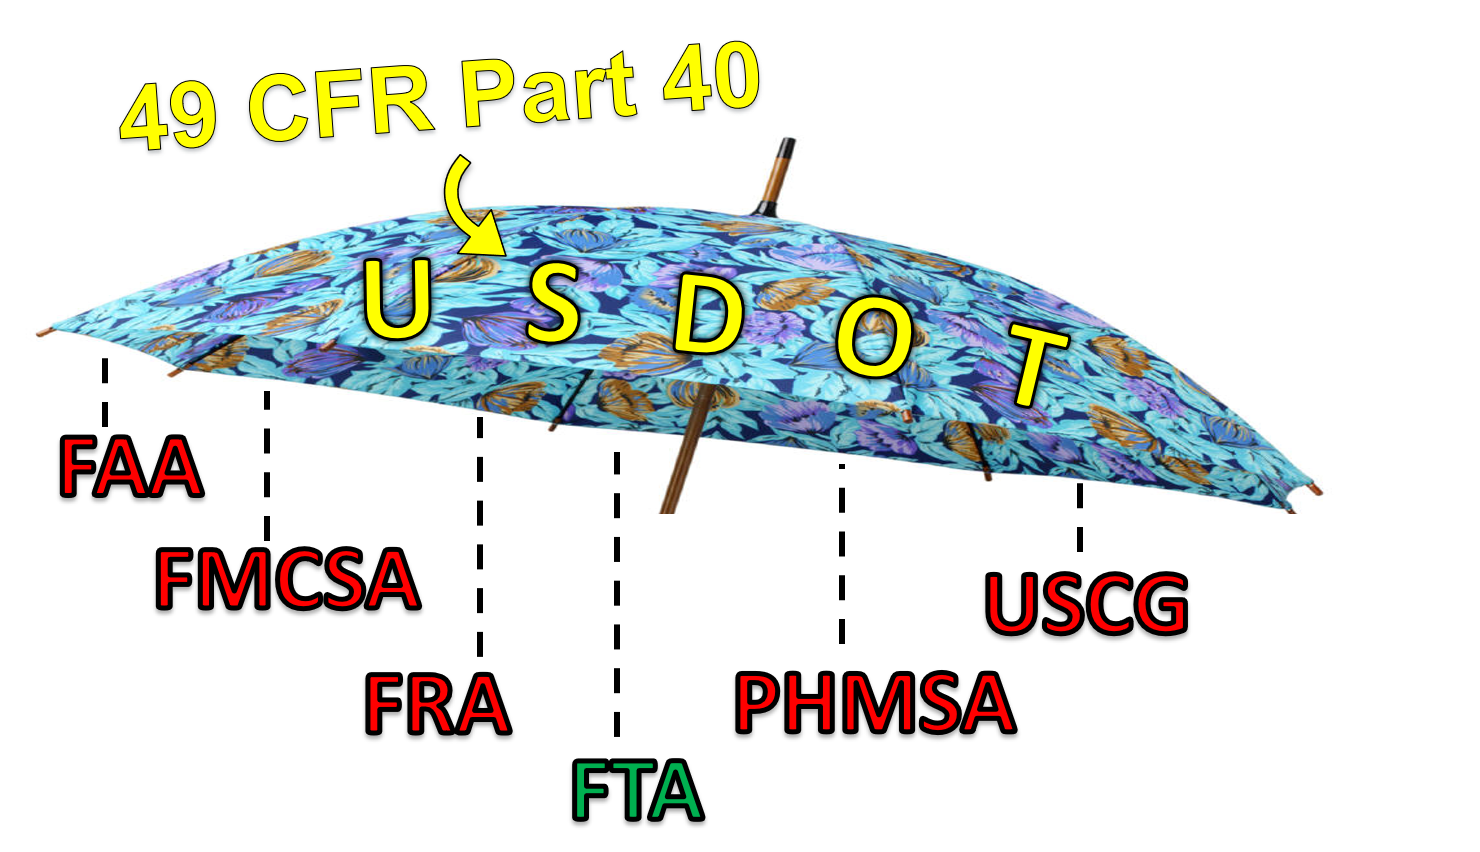 49 CFR Part 40
U S D O T
FAA
FMCSA
USCG
FRA
PHMSA
FTA